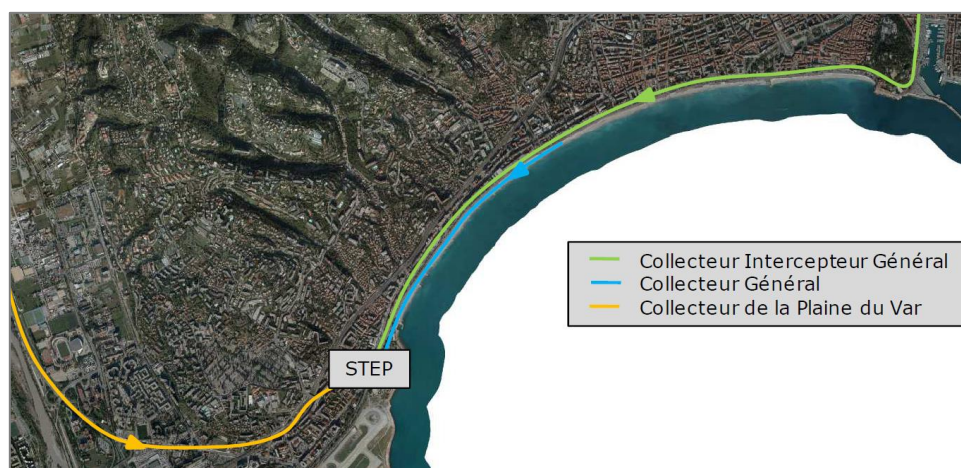 Collecteur Intercepteur Général
Collecteur Général
Collecteur de la Plaine du Var
STEP